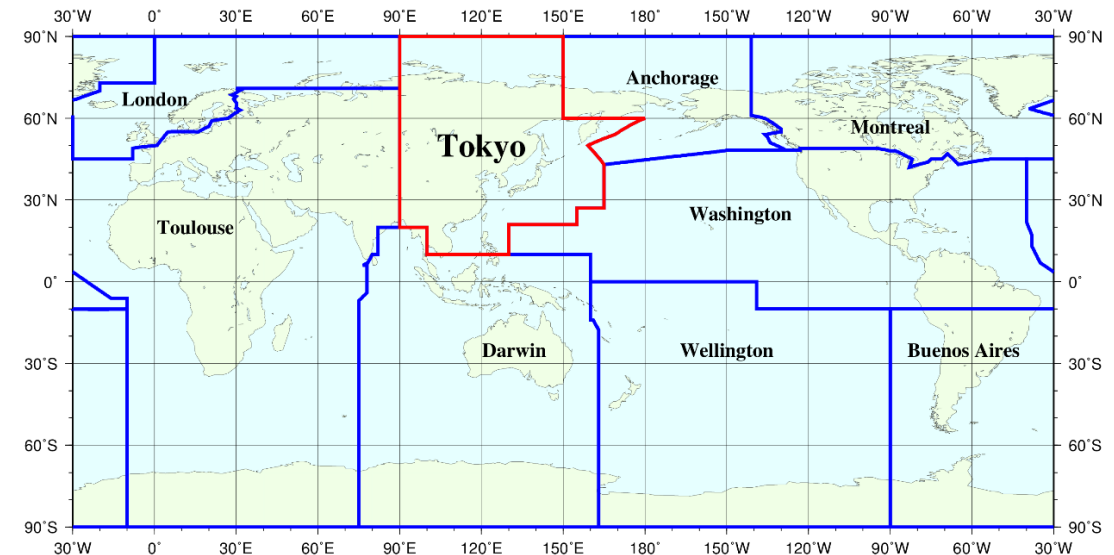 30˚W 0˚ 30˚E 60˚E 90˚E 120˚E 150˚E 180˚ 150˚W 120˚W 90˚W 60˚W 30˚W
90˚N 90˚N
Anchorage
London
60˚N 60˚N
Montreal
Tokyo
30˚N 30˚N
Washington
Toulouse
0˚ 0˚
Darwin Wellington Buenos Aires
30˚S 30˚S
60˚S 60˚S
90˚S 90˚S
30˚W 0˚ 30˚E 60˚E 90˚E 120˚E 150˚E 180˚ 150˚W 120˚W 90˚W 60˚W 30˚W